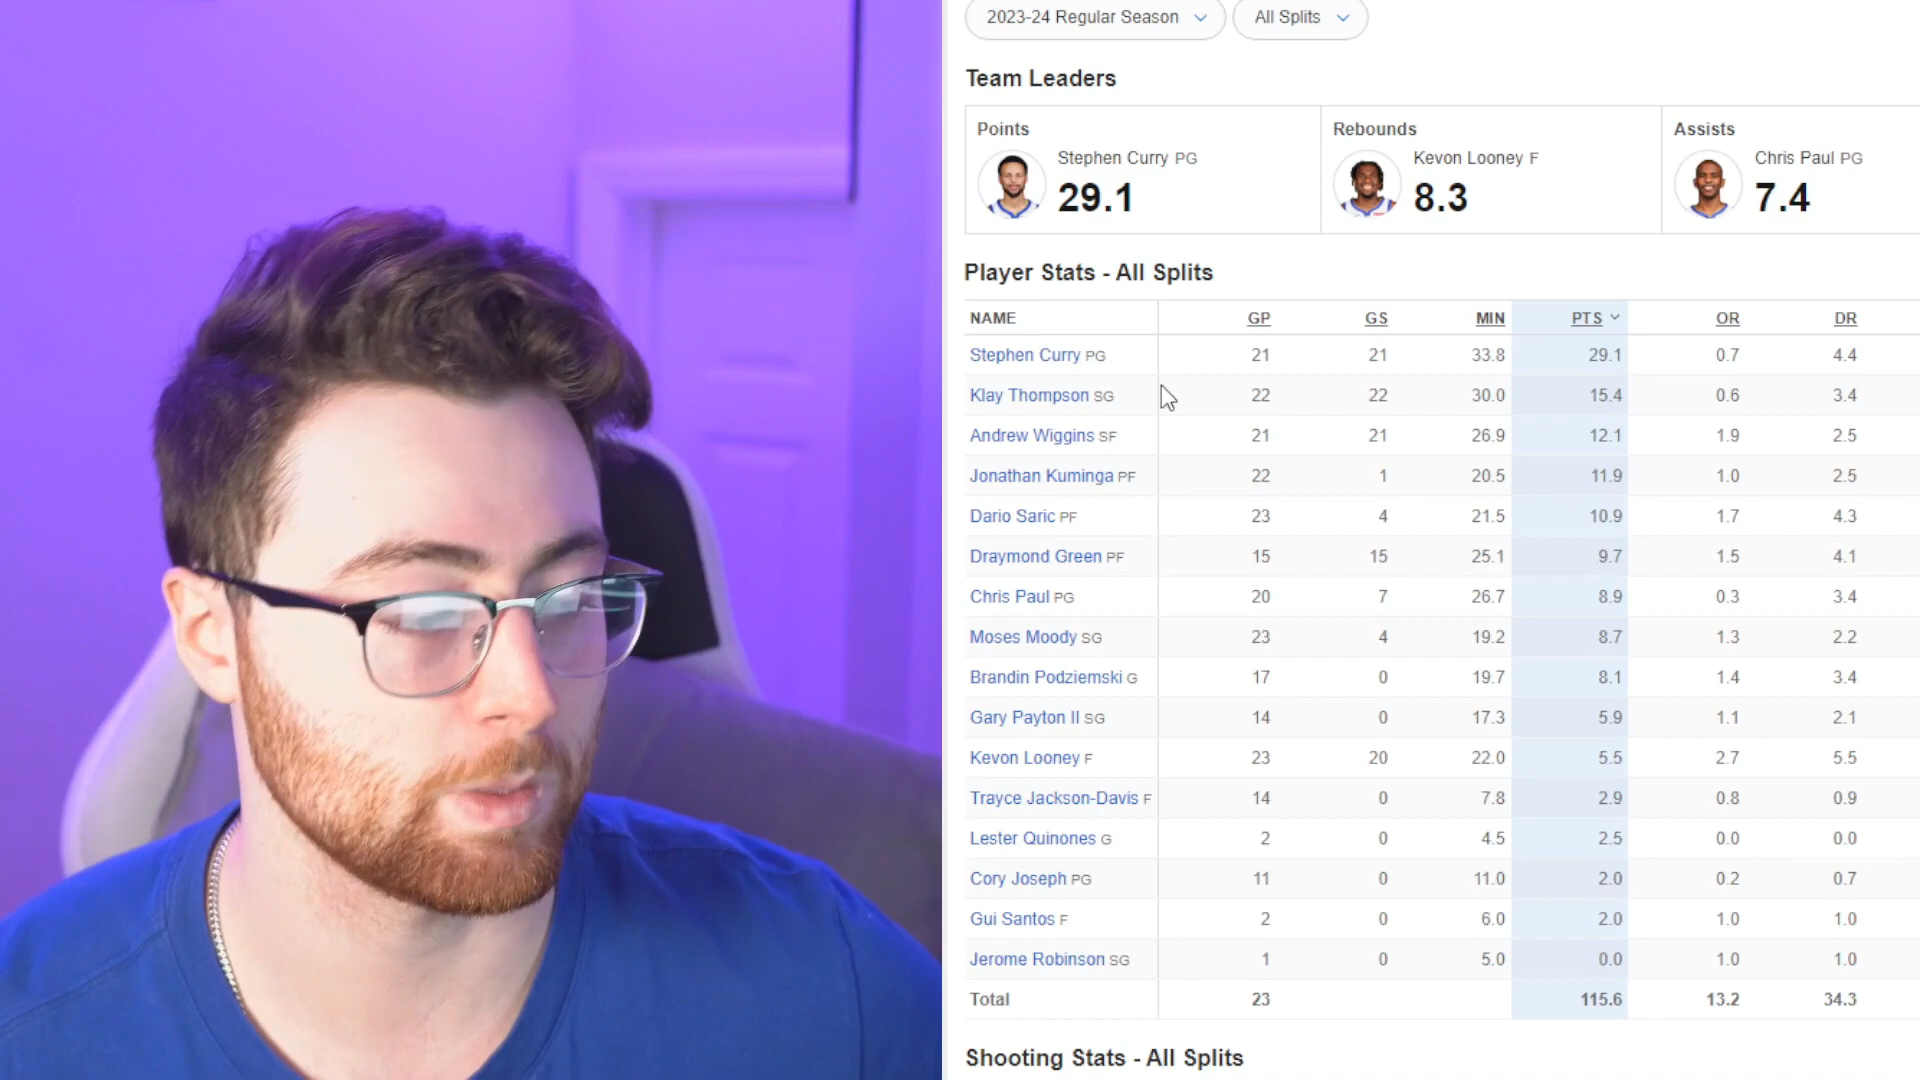 2023-24 Regular Season All Splits
Team Leaders
Points Rebounds Assists
Stephen Curry PG Kevon Looney F Chris Paul PG
29.1 8.3 7.4
Player Stats - All Splits
NAME GP GS MIN PTS OR DR
Stephen Curry PG 21 21 33.8 29.1 0.7 4.4
Klay Thompson SG 22 22 30.0 15.4 0.6 3.4
Andrew Wiggins SF 21 21 26.9 12.1 1.9 2.5
Jonathan Kuminga PF 22 1 20.5 11.9 1.0 2.5
Dario Saric PF 23 4 21.5 10.9 1.7 4.3
Draymond Green PF 15 15 25.1 9.7 1.5 4.1
Chris Paul PG 20 7 26.7 8.9 0.3 3.4
Moses Moody SG 23 4 19.2 8.7 1.3 2.2
Brandin Podziemski G 17 0 19.7 8.1 1.4 3.4
Gary Payton II SG 14 0 17.3 5.9 1.1 2.1
Kevon Looney F 23 20 22.0 5.5 2.7 5.5
Trayce Jackson-Davis F 14 0 7.8 2.9 0.8 0.9
Lester Quinones G 2 0 4.5 2.5 0.0 0.0
Cory Joseph PG 11 0 11.0 2.0 0.2 0.7
Gui Santos F 2 0 6.0 2.0 1.0 1.0
Jerome Robinson SG 1 0 5.0 0.0 1.0 1.0
Total 23 115.6 13.2 34.3
Shooting Stats - All Splits